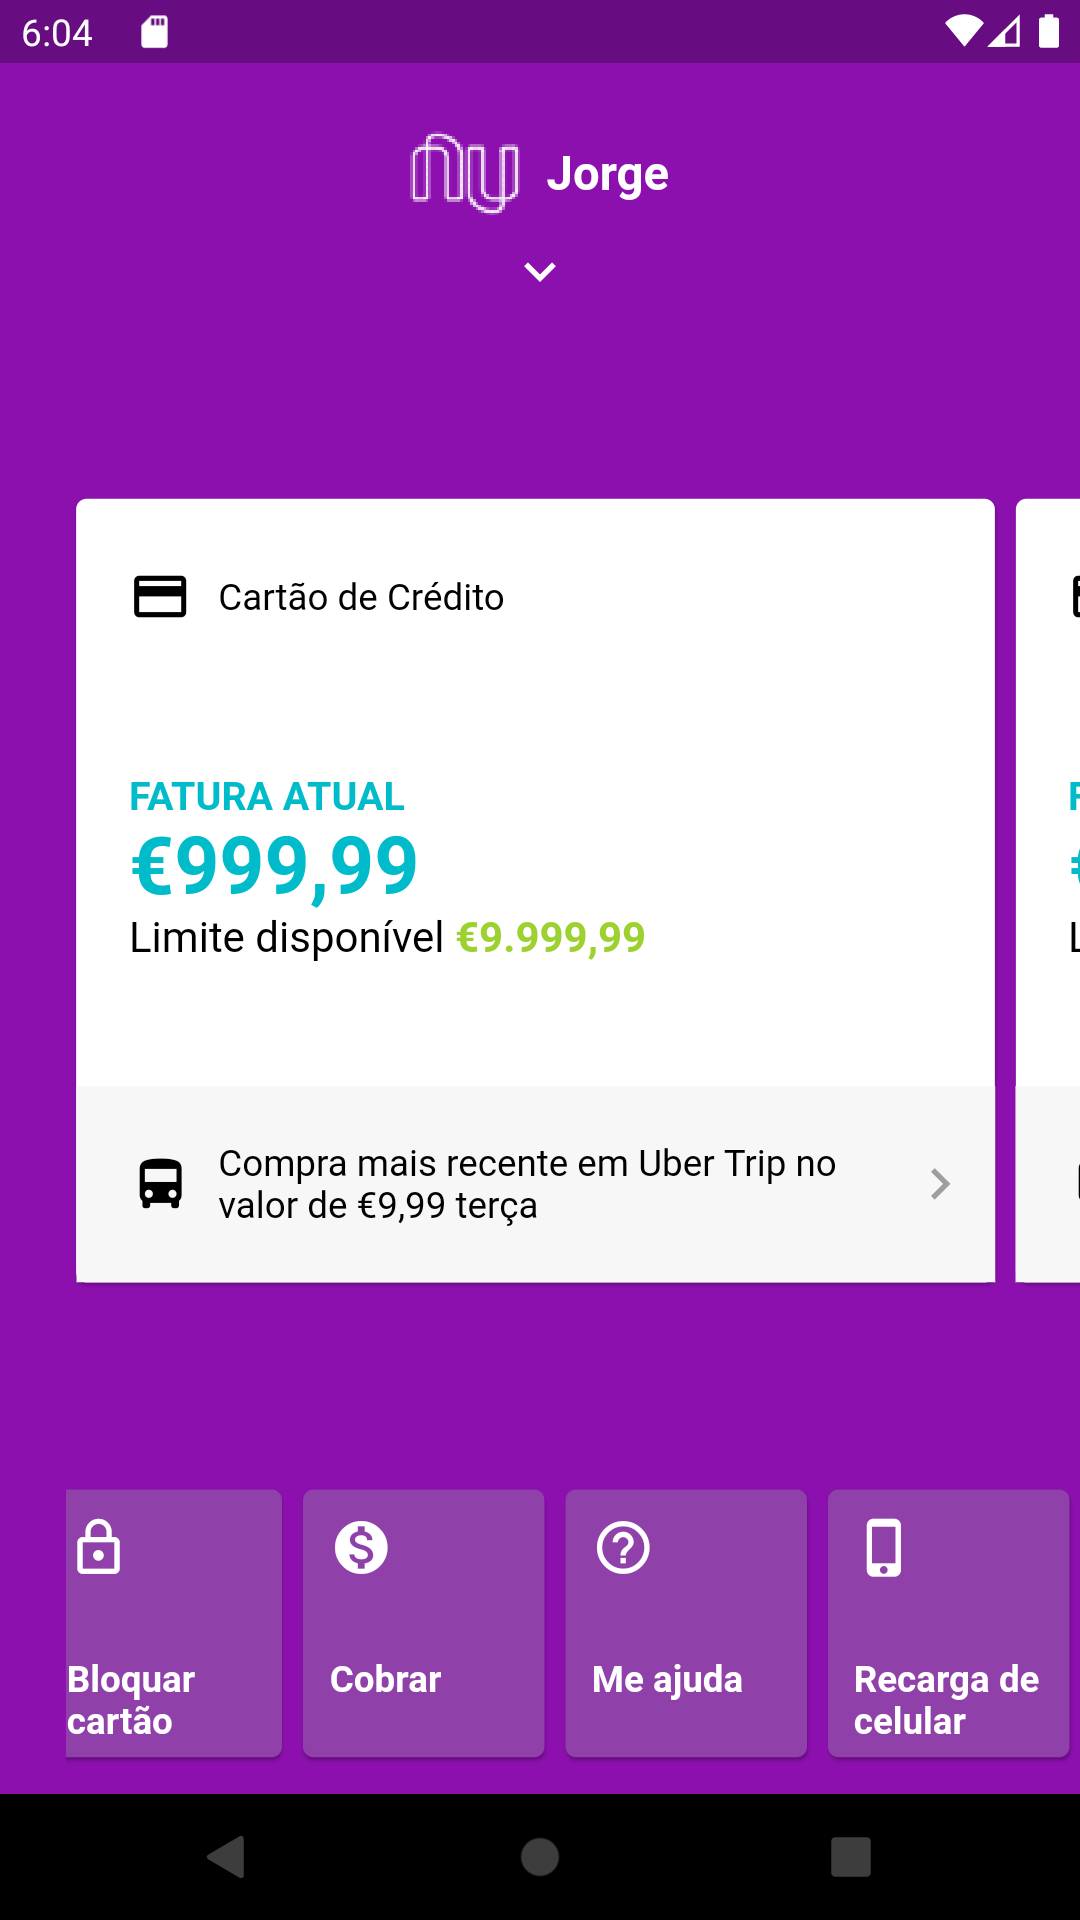 6:04
nu Jorge
Cartão de Crédito
FATURA ATUAL
€999,99
Limite disponível €9.999,99
Compra mais recente em Uber Trip no
valor de €9,99 terça
Bloquar
cartão
Cobrar
Me ajuda
Recarga de
celular